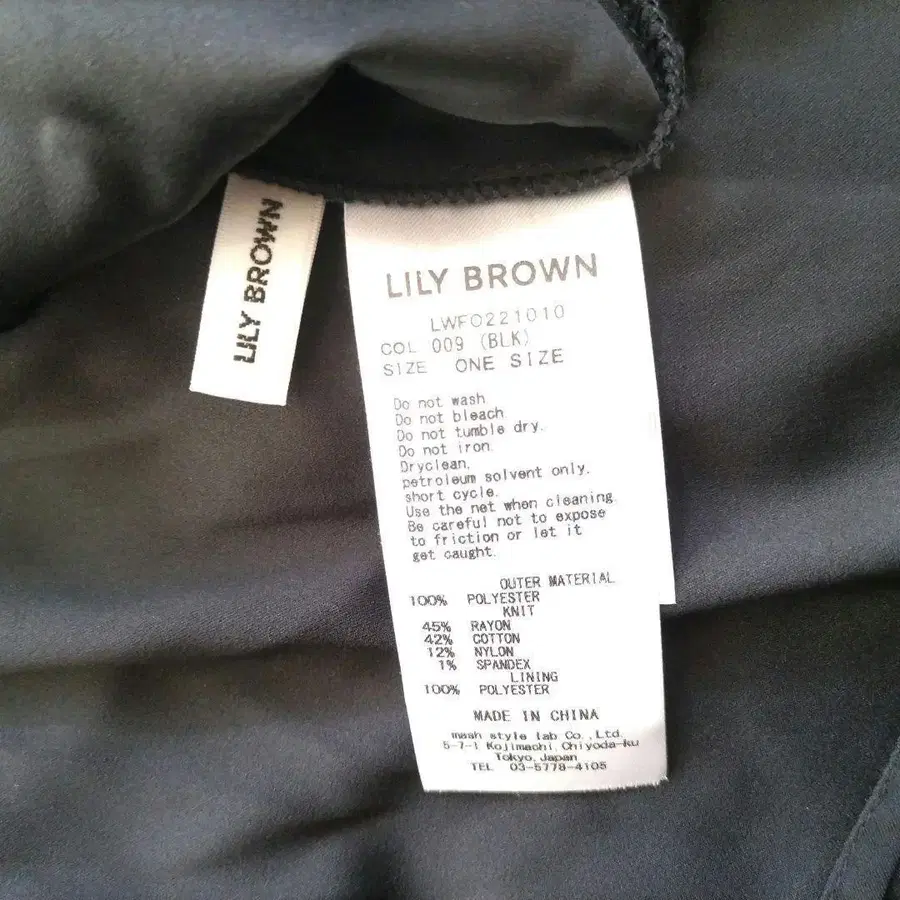 LILY BROWN
LILY BROWN
LWFO221010
COL 009 (BLK)
SIZE ONE SIZE
Do not wash
Do not bleach
Do not tumble dry.
Do not iron.
Dryclean,
petroleum solvent only.
short cycle.
Use the net when cleaning.
Be careful not to expose
to friction or let it
get caught.
OUTER MATERIAL
100% POLYESTER
KNIT
45% RAYON
42% COTTON
12% NYLON
1% SPANDEX
LINING
100% POLYESTER
MADE IN CHINA
mash style lab Co.,Ltd.
5-7-1 Kojimachi,Chiyoda-ku
Tokyo,Japan
TEL 03-5778-4105